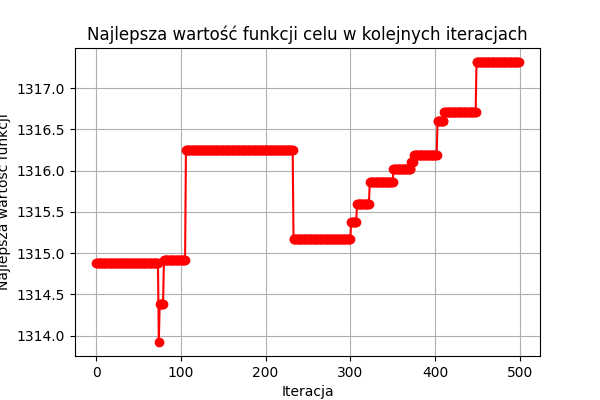 Najlepsza wartość funkcji celu w kolejnych iteracjach
Najlepsza wartość funkcji
1317.0
1316.5
1316.0
1315.5
1315.0
1314.5
1314.0
0 100 200 300 400 500
Iteracja